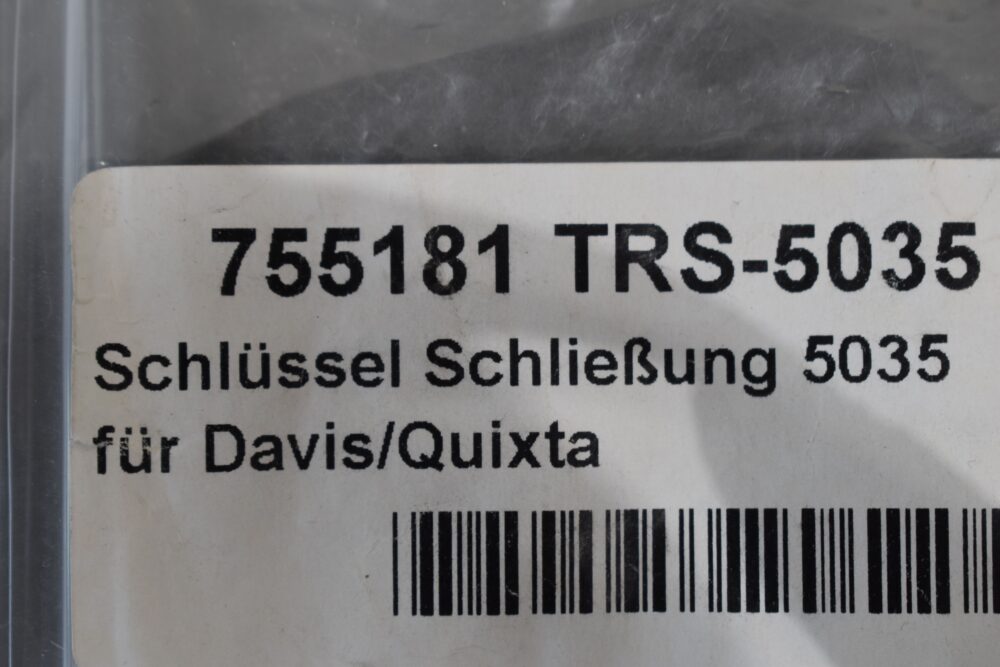 755181 TRS-5035
Schlüssel Schließung 5035
für Davis/Quixta